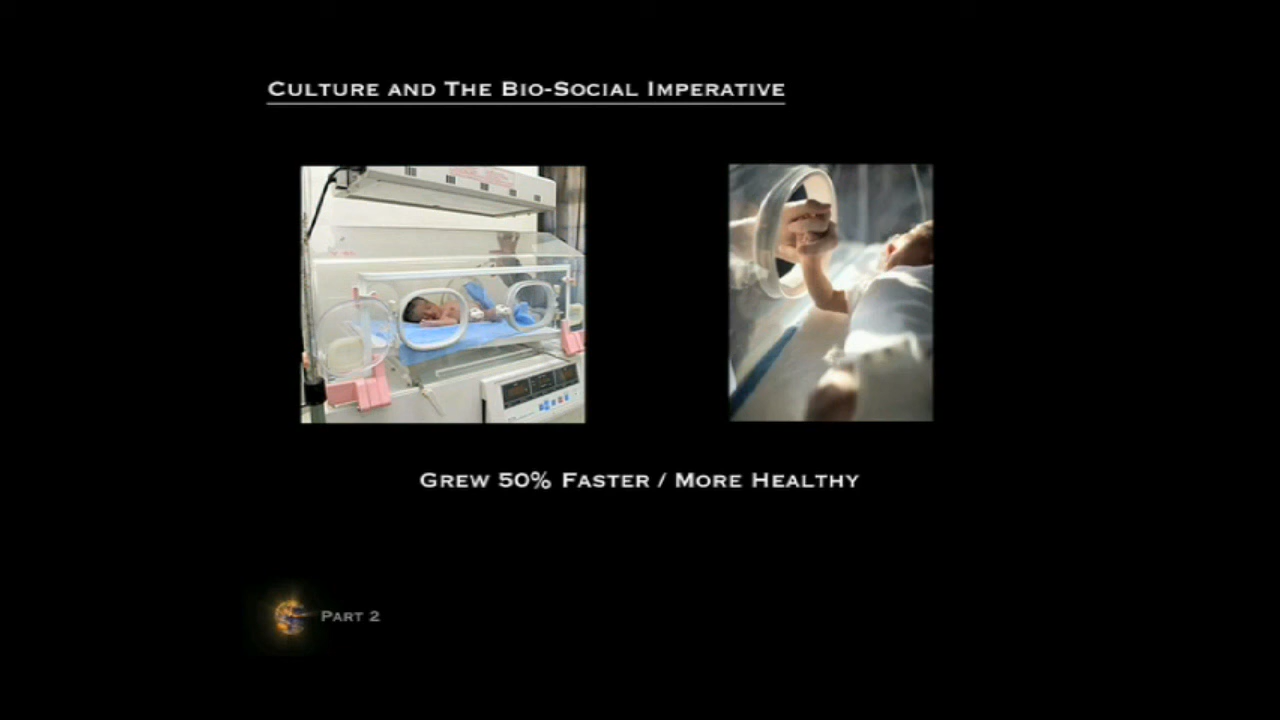 Culture and The Bio-Social Imperative
Grew 50% Faster / More Healthy
Part 2